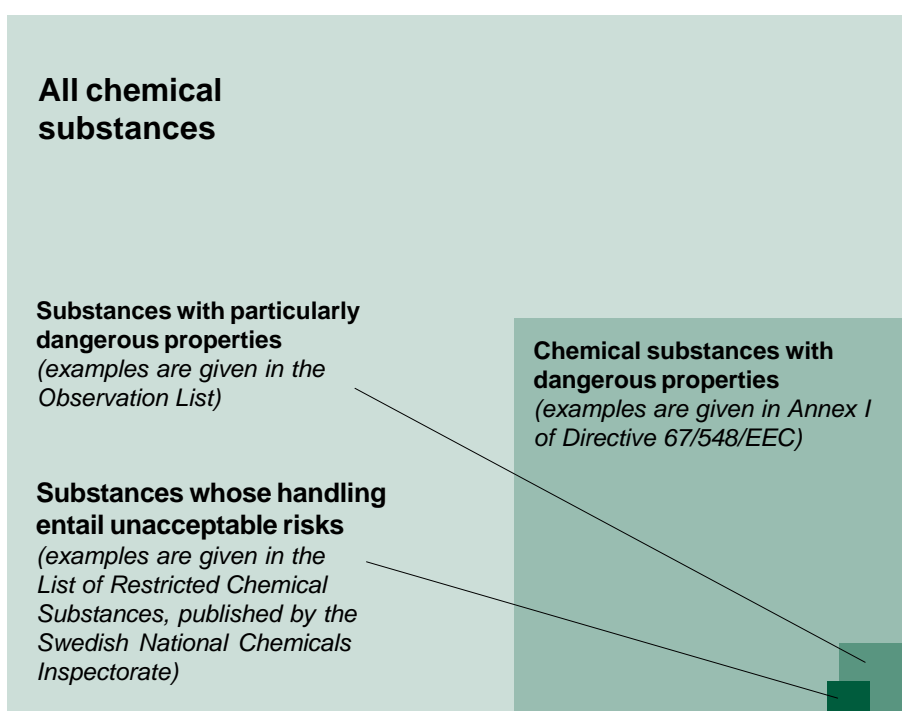 All chemical
substances
Substances with particularly
dangerous properties
(examples are given in the
Observation List)
Chemical substances with
dangerous properties
(examples are given in Annex I
of Directive 67/548/EEC)
Substances whose handling
entail unacceptable risks
(examples are given in the
List of Restricted Chemical
Substances, published by the
Swedish National Chemicals
Inspectorate)